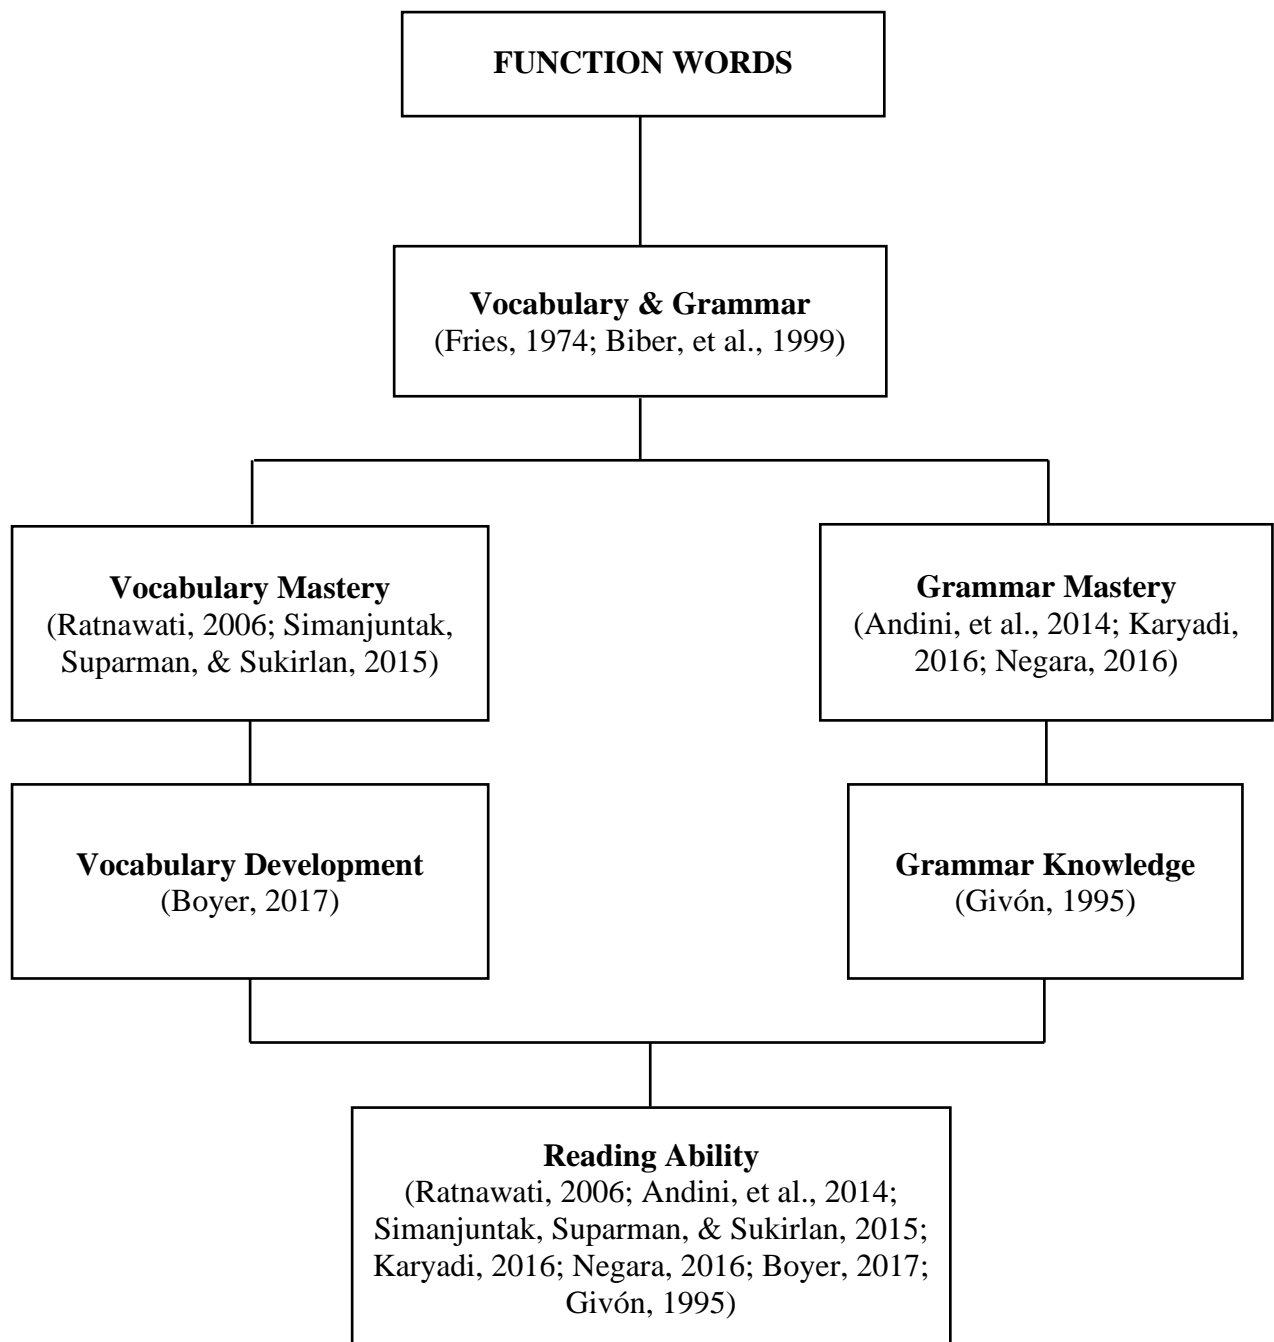 FUNCTION WORDS
Vocabulary & Grammar
(Fries, 1974; Biber, et al., 1999)
Vocabulary Mastery
(Ratnawati, 2006; Simanjuntak,
Suparman, & Sukirlan, 2015)
Grammar Mastery
(Andini, et al., 2014; Karyadi,
2016; Negara, 2016)
Vocabulary Development
(Boyer, 2017)
Grammar Knowledge
(Givón, 1995)
Reading Ability
(Ratnawati, 2006; Andini, et al., 2014;
Simanjuntak, Suparman, & Sukirlan, 2015;
Karyadi, 2016; Negara, 2016; Boyer, 2017;
Givón, 1995)